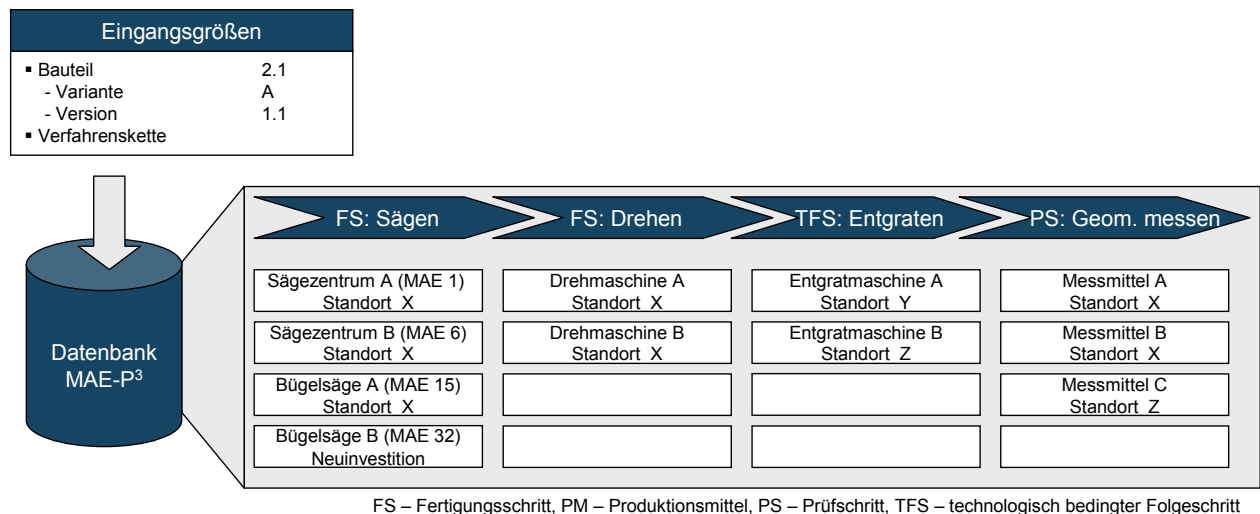 Eingangsgrößen
▪ Bauteil 2.1
- Variante A
- Version 1.1
▪ Verfahrenskette
FS: Sägen FS: Drehen TFS: Entgraten PS: Geom. messen
Datenbank
MAE-P³
Sägezentrum A (MAE 1)
Standort X
Drehmaschine A
Standort X
Entgratmaschine A
Standort Y
Messmittel A
Standort X
Sägezentrum B (MAE 6)
Standort X
Drehmaschine B
Standort X
Entgratmaschine B
Standort Z
Messmittel B
Standort X
Bügelsäge A (MAE 15)
Standort X
Messmittel C
Standort Z
Bügelsäge B (MAE 32)
Neuinvestition
FS – Fertigungsschritt, PM – Produktionsmittel, PS – Prüfschritt, TFS – technologisch bedingter Folgeschritt